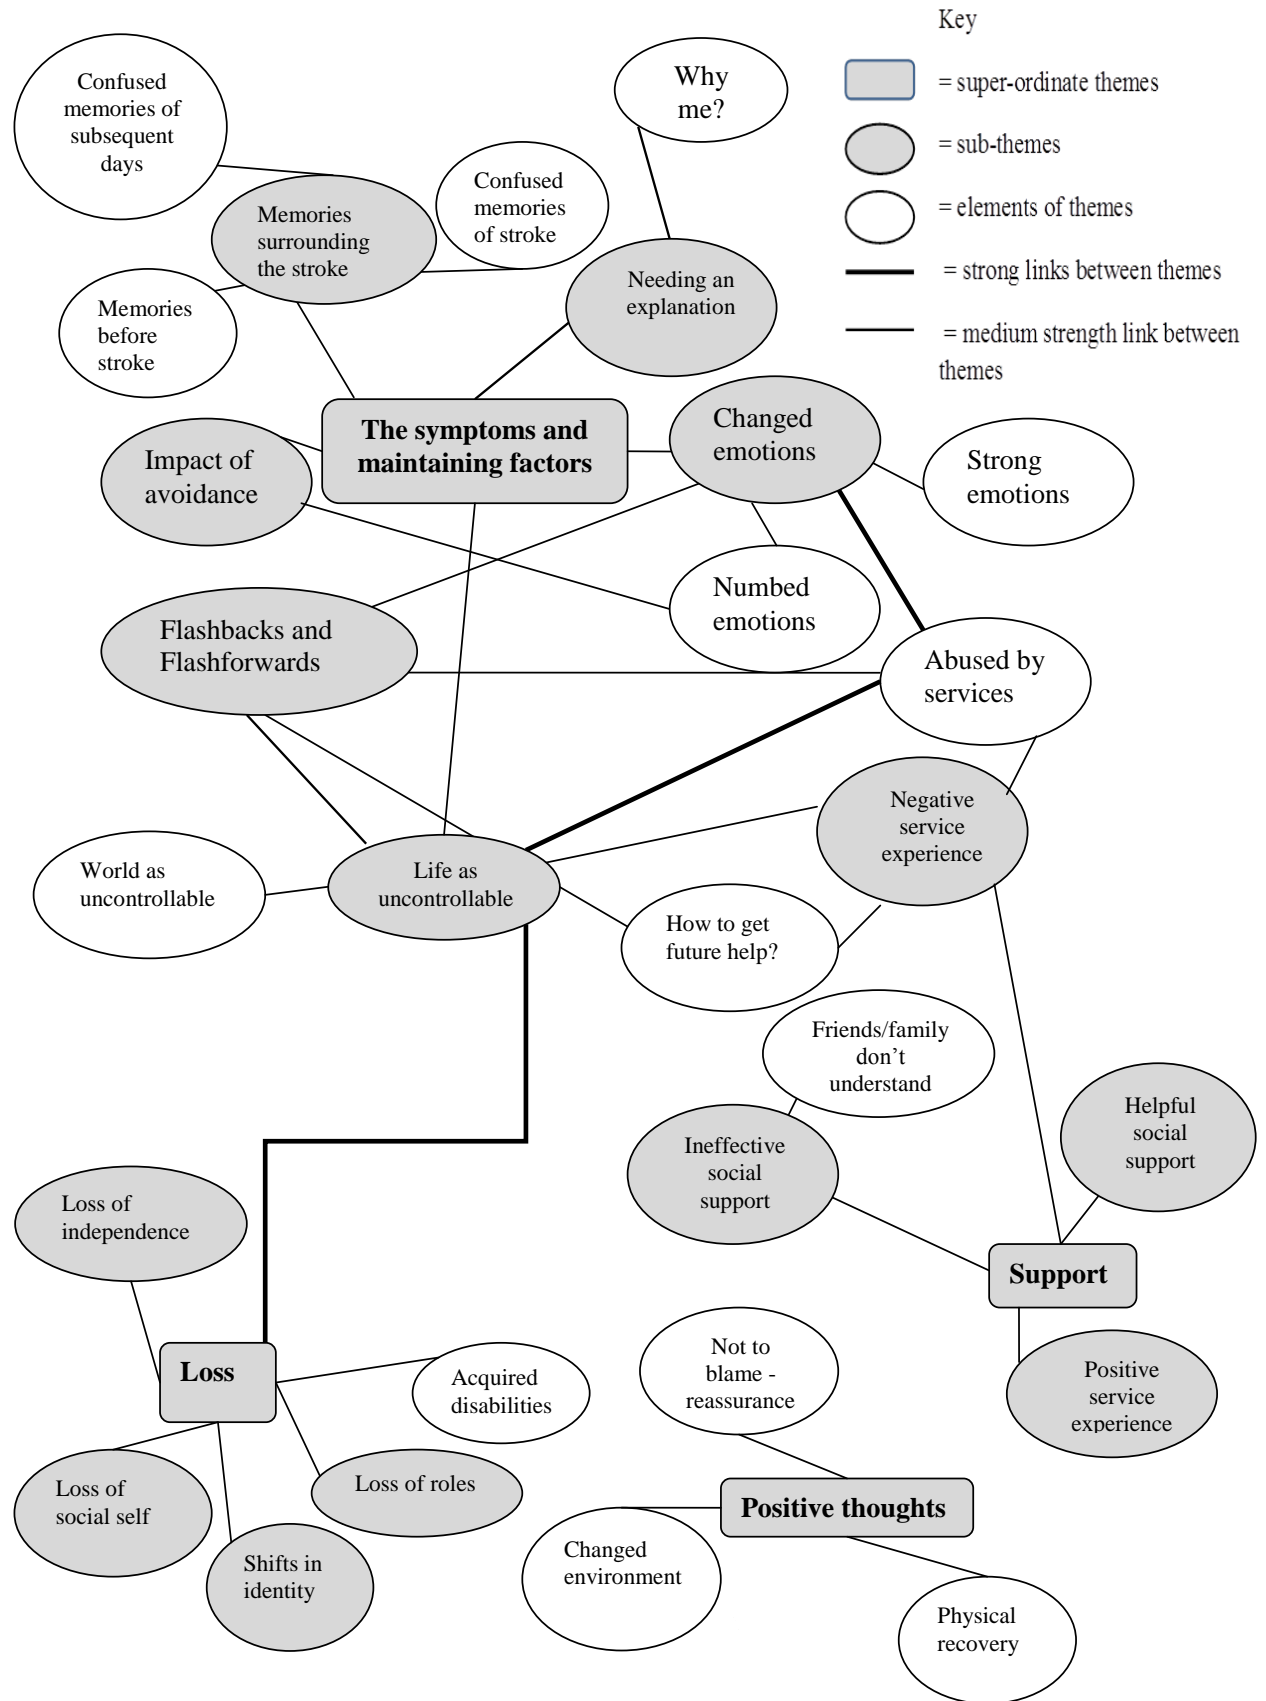 Key
= super-ordinate themes
= sub-themes
= elements of themes
= strong links between themes
= medium strength link between
themes
Confused
memories of
subsequent
days
Why
me?
Confused
memories
of stroke
Memories
surrounding
the stroke
Needing an
explanation
Memories
before
stroke
The symptoms and
maintaining factors
Changed
emotions
Impact of
avoidance
Strong
emotions
Numbed
emotions
Flashbacks and
Flashforwards
Abused by
services
Negative
service
experience
World as
uncontrollable
Life as
uncontrollable
How to get
future help?
Friends/family
don’t
understand
Ineffective
social
support
Helpful
social
support
Loss of
independence
Support
Loss
Not to
blame -
reassurance
Positive
service
experience
Acquired
disabilities
Loss of
social self
Loss of roles
Positive thoughts
Shifts in
identity
Changed
environment
Physical
recovery